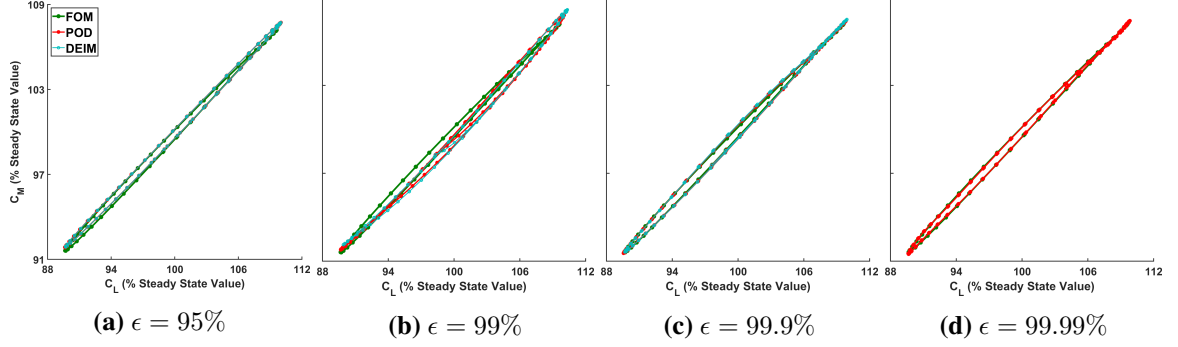 109
103
97
91
C_M (% Steady State Value)
FOM
POD
DEIM
88 94 100 106 112
88 94 100 106 112
88 94 100 106 112
88 94 100 106 112
C_L (% Steady State Value)
C_L (% Steady State Value)
C_L (% Steady State Value)
C_L (% Steady State Value)
(a) ϵ = 95%
(b) ϵ = 99%
(c) ϵ = 99.9%
(d) ϵ = 99.99%